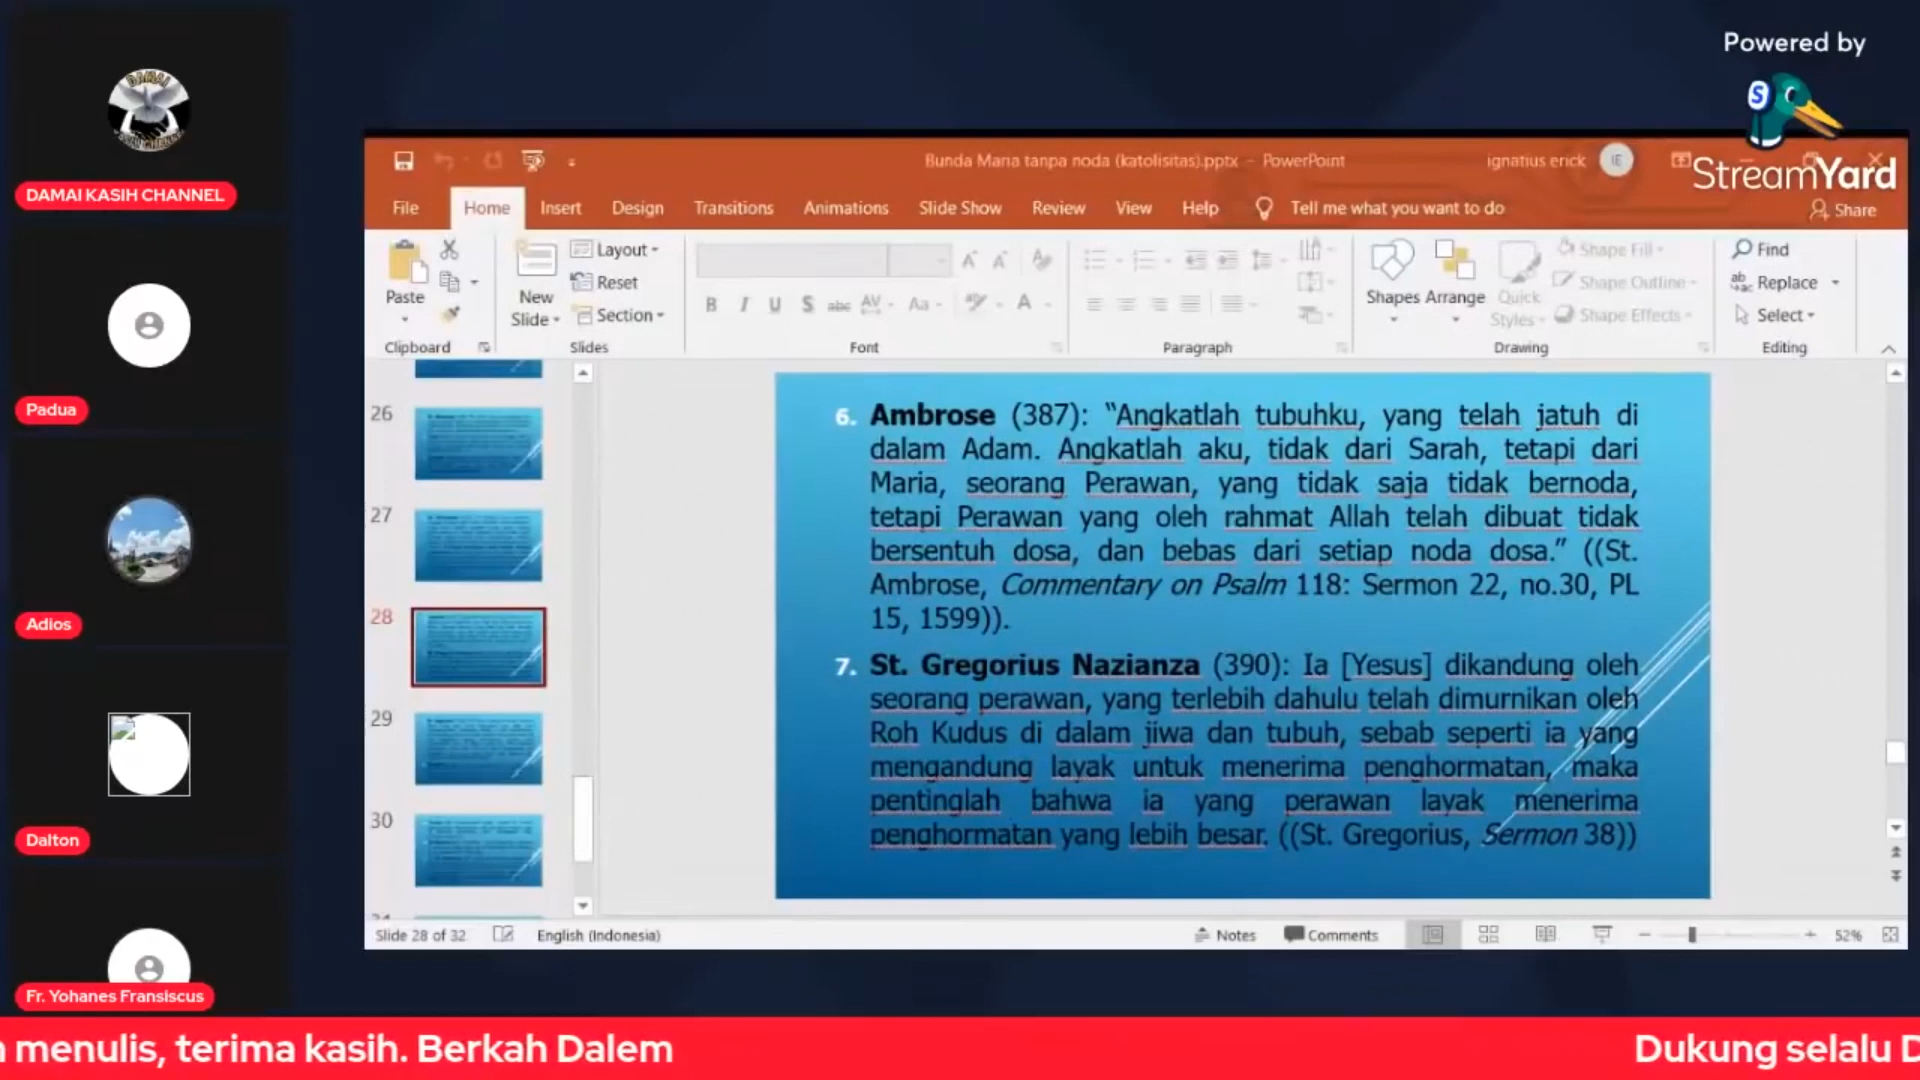 DAMAI KASIH CHANNEL
Padua
Adios
Dalton
Fr. Yohanes Fransiscus
Powered by
StreamYard
Bunda Maria tanpa noda (katolisitas).pptx - PowerPoint
ignatius erick
IE
File Home Insert Design Transitions Animations Slide Show Review View Help Tell me what you want to do
Share
Paste
Clipboard
New
Slide
Layout
Reset
Section
Slides
Font
Paragraph
Shapes
Arrange
Quick
Styles
Shape Fill
Shape Outline
Shape Effects
Drawing
Find
Replace
Select
Editing
26
27
28
29
30
6. Ambrose (387): “Angkatlah tubuhku, yang telah jatuh di
dalam Adam. Angkatlah aku, tidak dari Sarah, tetapi dari
Maria, seorang Perawan, yang tidak saja tidak bernoda,
tetapi Perawan yang oleh rahmat Allah telah dibuat tidak
bersentuh dosa, dan bebas dari setiap noda dosa.” ((St.
Ambrose, Commentary on Psalm 118: Sermon 22, no.30, PL
15, 1599)).
7. St. Gregorius Nazianza (390): Ia [Yesus] dikandung oleh
seorang perawan, yang terlebih dahulu telah dimurnikan oleh
Roh Kudus di dalam jiwa dan tubuh, sebab seperti ia yang
mengandung layak untuk menerima penghormatan, maka
pentinglah bahwa ia yang perawan layak menerima
penghormatan yang lebih besar. ((St. Gregorius, Sermon 38))
Slide 28 of 32 English (Indonesia) Notes Comments 52%
menulis, terima kasih. Berkah Dalem
Dukung selalu D